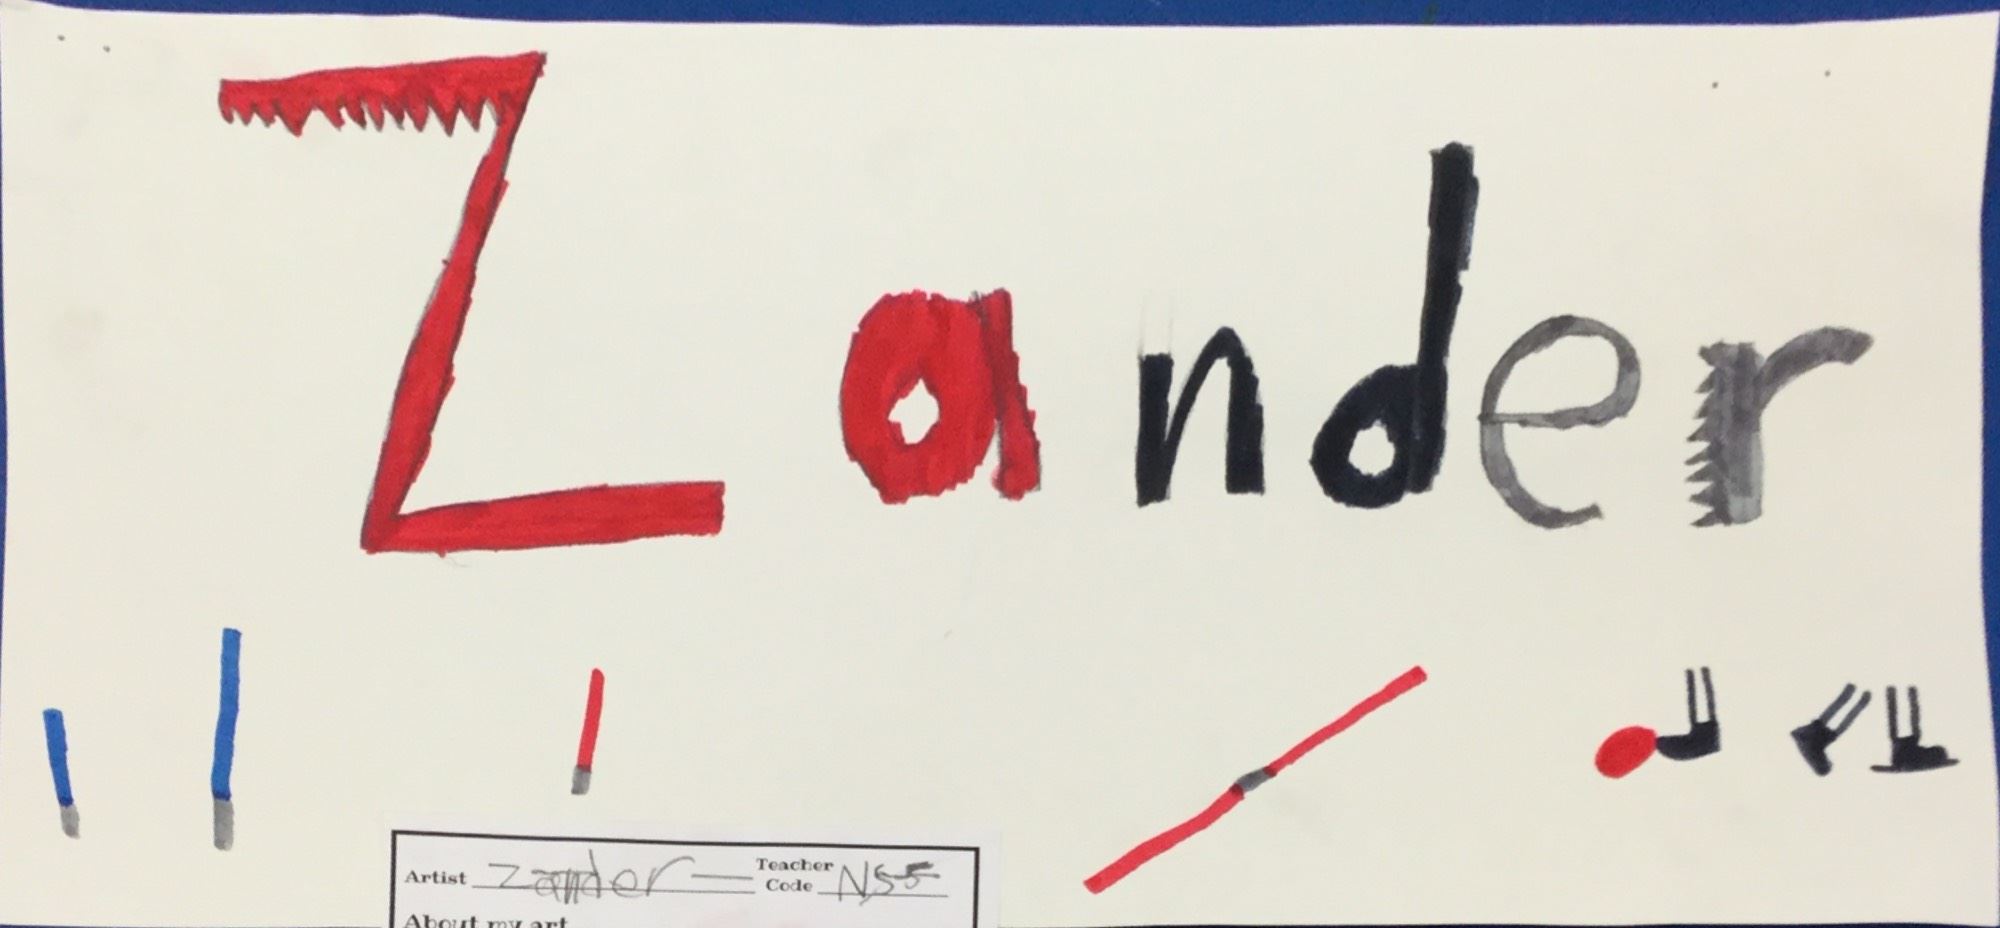 Zander
Artist Zander Teacher Code NS5
About my art